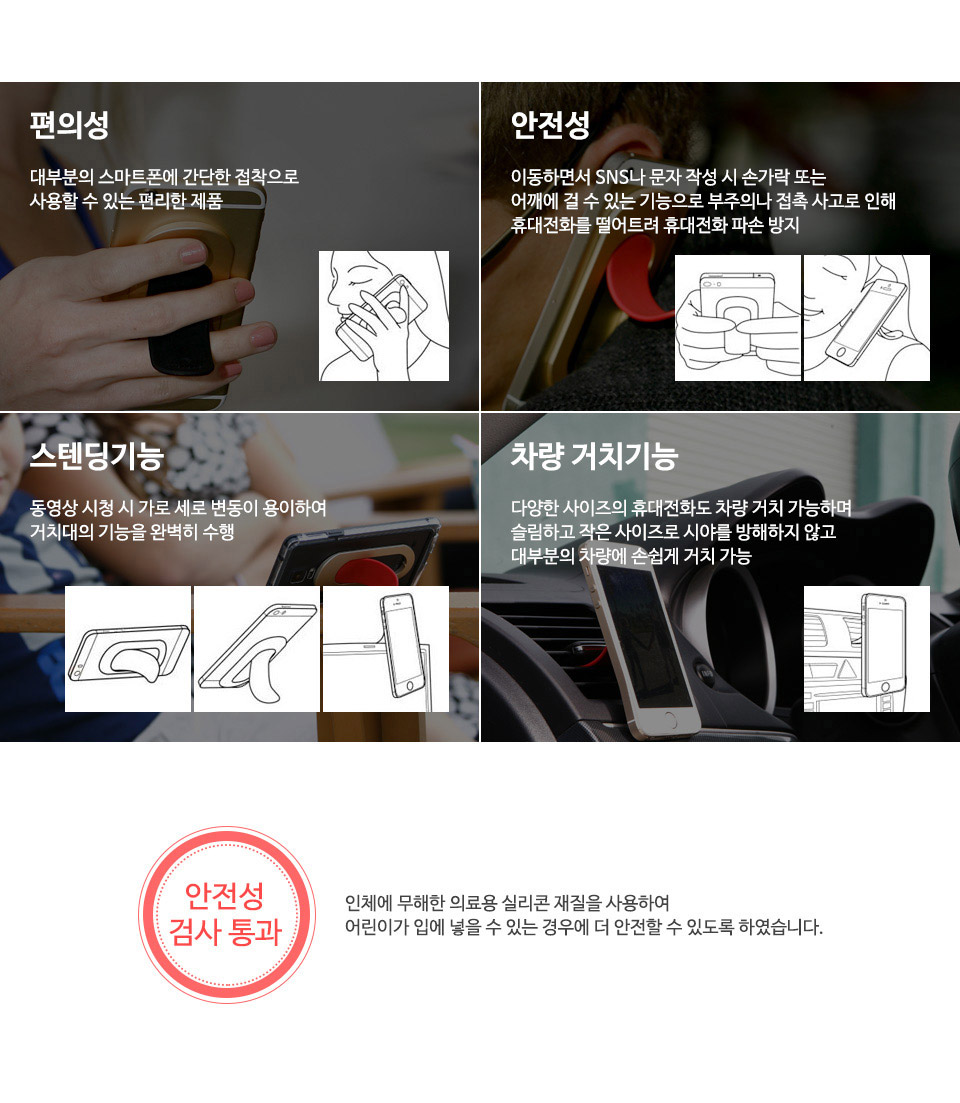 편의성
대부분의 스마트폰에 간단한 접착으로
사용할 수 있는 편리한 제품
안전성
이동하면서 SNS나 문자 작성 시 손가락 또는
어깨에 걸 수 있는 기능으로 부주의나 접촉 사고로 인해
휴대전화를 떨어트려 휴대전화 파손 방지
스텐딩기능
동영상 시청 시 가로 세로 변동이 용이하여
거치대의 기능을 완벽히 수행
차량 거치기능
다양한 사이즈의 휴대전화도 차량 거치 가능하며
슬림하고 작은 사이즈로 시야를 방해하지 않고
대부분의 차량에 손쉽게 거치 가능
안전성
검사 통과
인체에 무해한 의료용 실리콘 재질을 사용하여
어린이가 입에 넣을 수 있는 경우에 더 안전할 수 있도록 하였습니다.